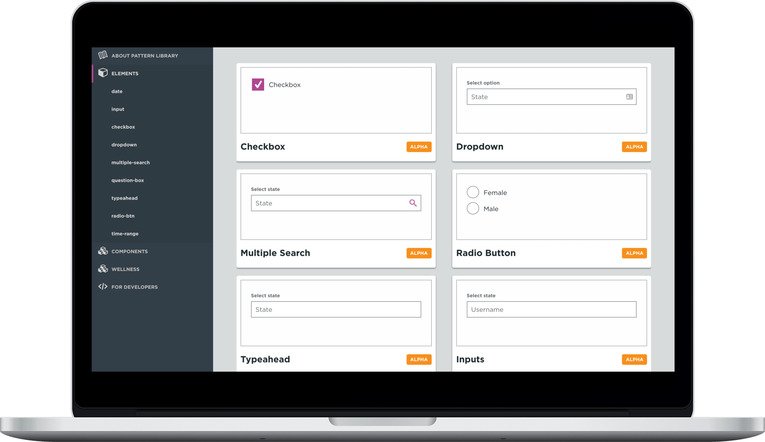 ABOUT PATTERN LIBRARY
ELEMENTS
date
input
checkbox
dropdown
multiple-search
question-box
typeahead
radio-btn
time-range
COMPONENTS
WELLNESS
FOR DEVELOPERS
Checkbox
Checkbox ALPHA
Select option
State
Dropdown ALPHA
Select state
State
Multiple Search ALPHA
Female
Male
Radio Button ALPHA
Select state
State
Typeahead ALPHA
Select state
Username
Inputs ALPHA